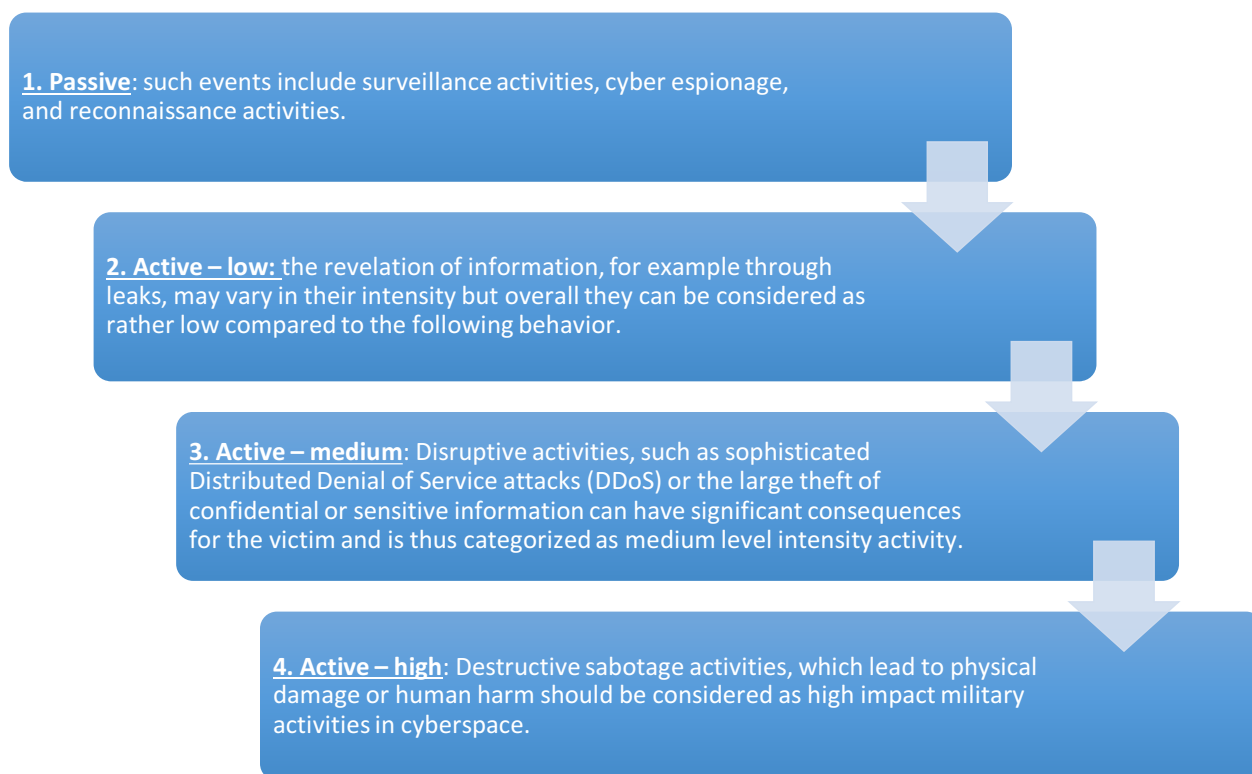 1. Passive: such events include surveillance activities, cyber espionage,
and reconnaissance activities.
2. Active – low: the revelation of information, for example through
leaks, may vary in their intensity but overall they can be considered as
rather low compared to the following behavior.
3. Active – medium: Disruptive activities, such as sophisticated
Distributed Denial of Service attacks (DDoS) or the large theft of
confidential or sensitive information can have significant consequences
for the victim and is thus categorized as medium level intensity activity.
4. Active – high: Destructive sabotage activities, which lead to physical
damage or human harm should be considered as high impact military
activities in cyberspace.